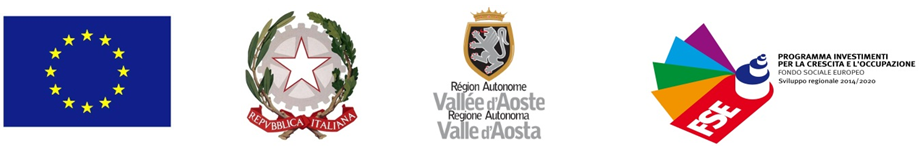 REPVBBLICA ITALIANA
Région Autonome
Vallée d'Aoste
Regione Autonoma
Valle d'Aosta
PROGRAMMA INVESTIMENTI
PER LA CRESCITA E L'OCCUPAZIONE
FONDO SOCIALE EUROPEO
Sviluppo regionale 2014/2020
FSE